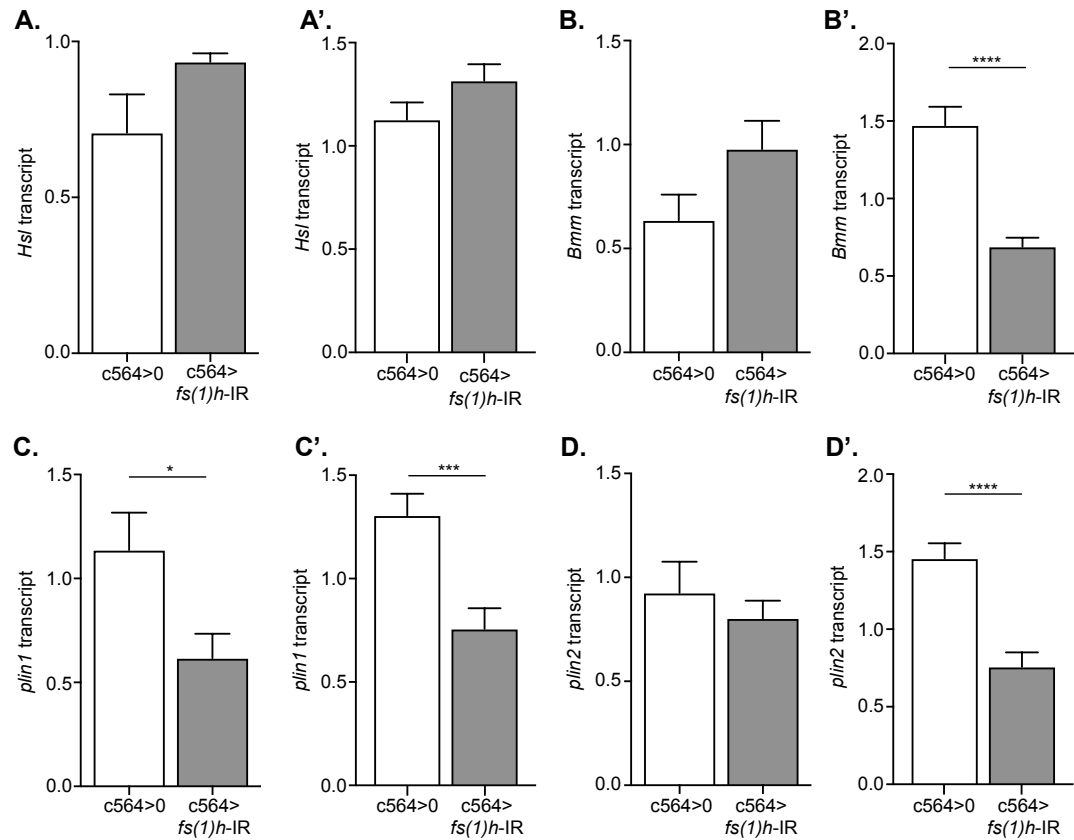 A.
Hsl transcript
1.0
0.5
0.0
c564>0
c564>
fs(1)h-IR
A'.
Hsl transcript
1.5
1.0
0.5
0.0
c564>0
c564>
fs(1)h-IR
B.
Bmm transcript
1.5
1.0
0.5
0.0
c564>0
c564>
fs(1)h-IR
B'.
Bmm transcript
2.0
1.5
1.0
0.5
0.0
****
c564>0
c564>
fs(1)h-IR
C.
plin1 transcript
1.5
1.0
0.5
0.0
*
c564>0
c564>
fs(1)h-IR
C'.
plin1 transcript
1.5
1.0
0.5
0.0
***
c564>0
c564>
fs(1)h-IR
D.
plin2 transcript
1.5
1.0
0.5
0.0
c564>0
c564>
fs(1)h-IR
D'.
plin2 transcript
2.0
1.5
1.0
0.5
0.0
****
c564>0
c564>
fs(1)h-IR